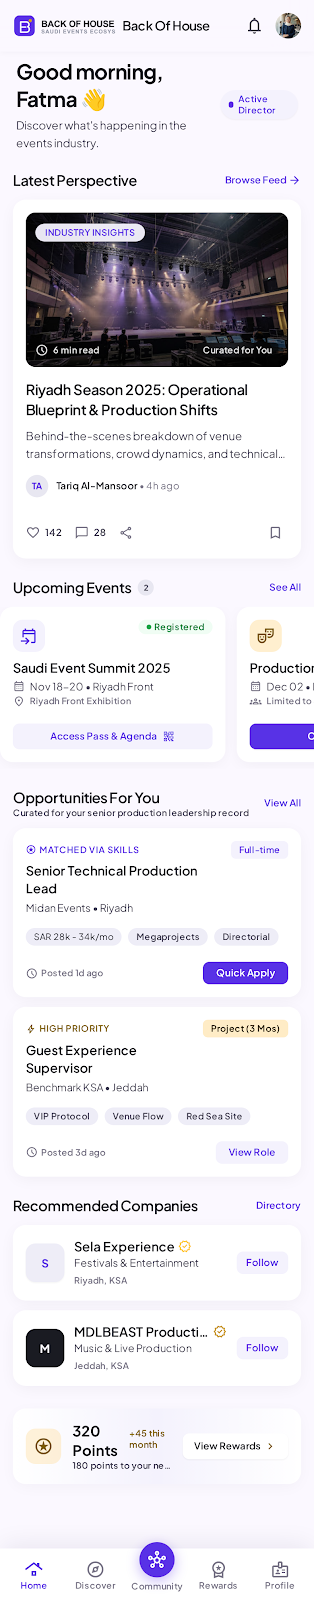 BACK OF HOUSE
SAUDI EVENTS ECOSYS
Back Of House
Good morning,
Fatma 👋
Active
Director
Discover what's happening in the
events industry.
Latest Perspective
Browse Feed →
INDUSTRY INSIGHTS
6 min read
Curated for You
Riyadh Season 2025: Operational
Blueprint & Production Shifts
Behind-the-scenes breakdown of venue
transformations, crowd dynamics, and technical...
TA
Tariq Al-Mansoor • 4h ago
142
28
Upcoming Events
2
See All
Registered
Saudi Event Summit 2025
Nov 18–20 • Riyadh Front
Riyadh Front Exhibition
Access Pass & Agenda
Production
Dec 02 •
Limited to
Opportunities For You
Curated for your senior production leadership record
View All
MATCHED VIA SKILLS
Full-time
Senior Technical Production
Lead
Midan Events • Riyadh
SAR 28k - 34k/mo
Megaprojects
Directorial
Posted 1d ago
Quick Apply
HIGH PRIORITY
Project (3 Mos)
Guest Experience
Supervisor
Benchmark KSA • Jeddah
VIP Protocol
Venue Flow
Red Sea Site
Posted 3d ago
View Role
Recommended Companies
Directory
S
Sela Experience
Festivals & Entertainment
Riyadh, KSA
Follow
M
MDLBEAST Producti...
Music & Live Production
Jeddah, KSA
Follow
320
Points
+45 this
month
180 points to your ne...
View Rewards
Home
Discover
Community
Rewards
Profile